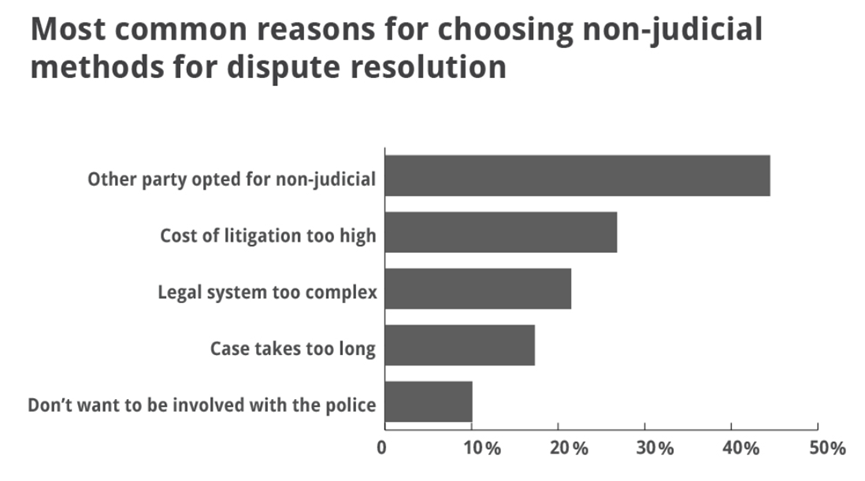 Most common reasons for choosing non-judicial
methods for dispute resolution
Other party opted for non-judicial
Cost of litigation too high
Legal system too complex
Case takes too long
Don’t want to be involved with the police
0 10% 20% 30% 40% 50%